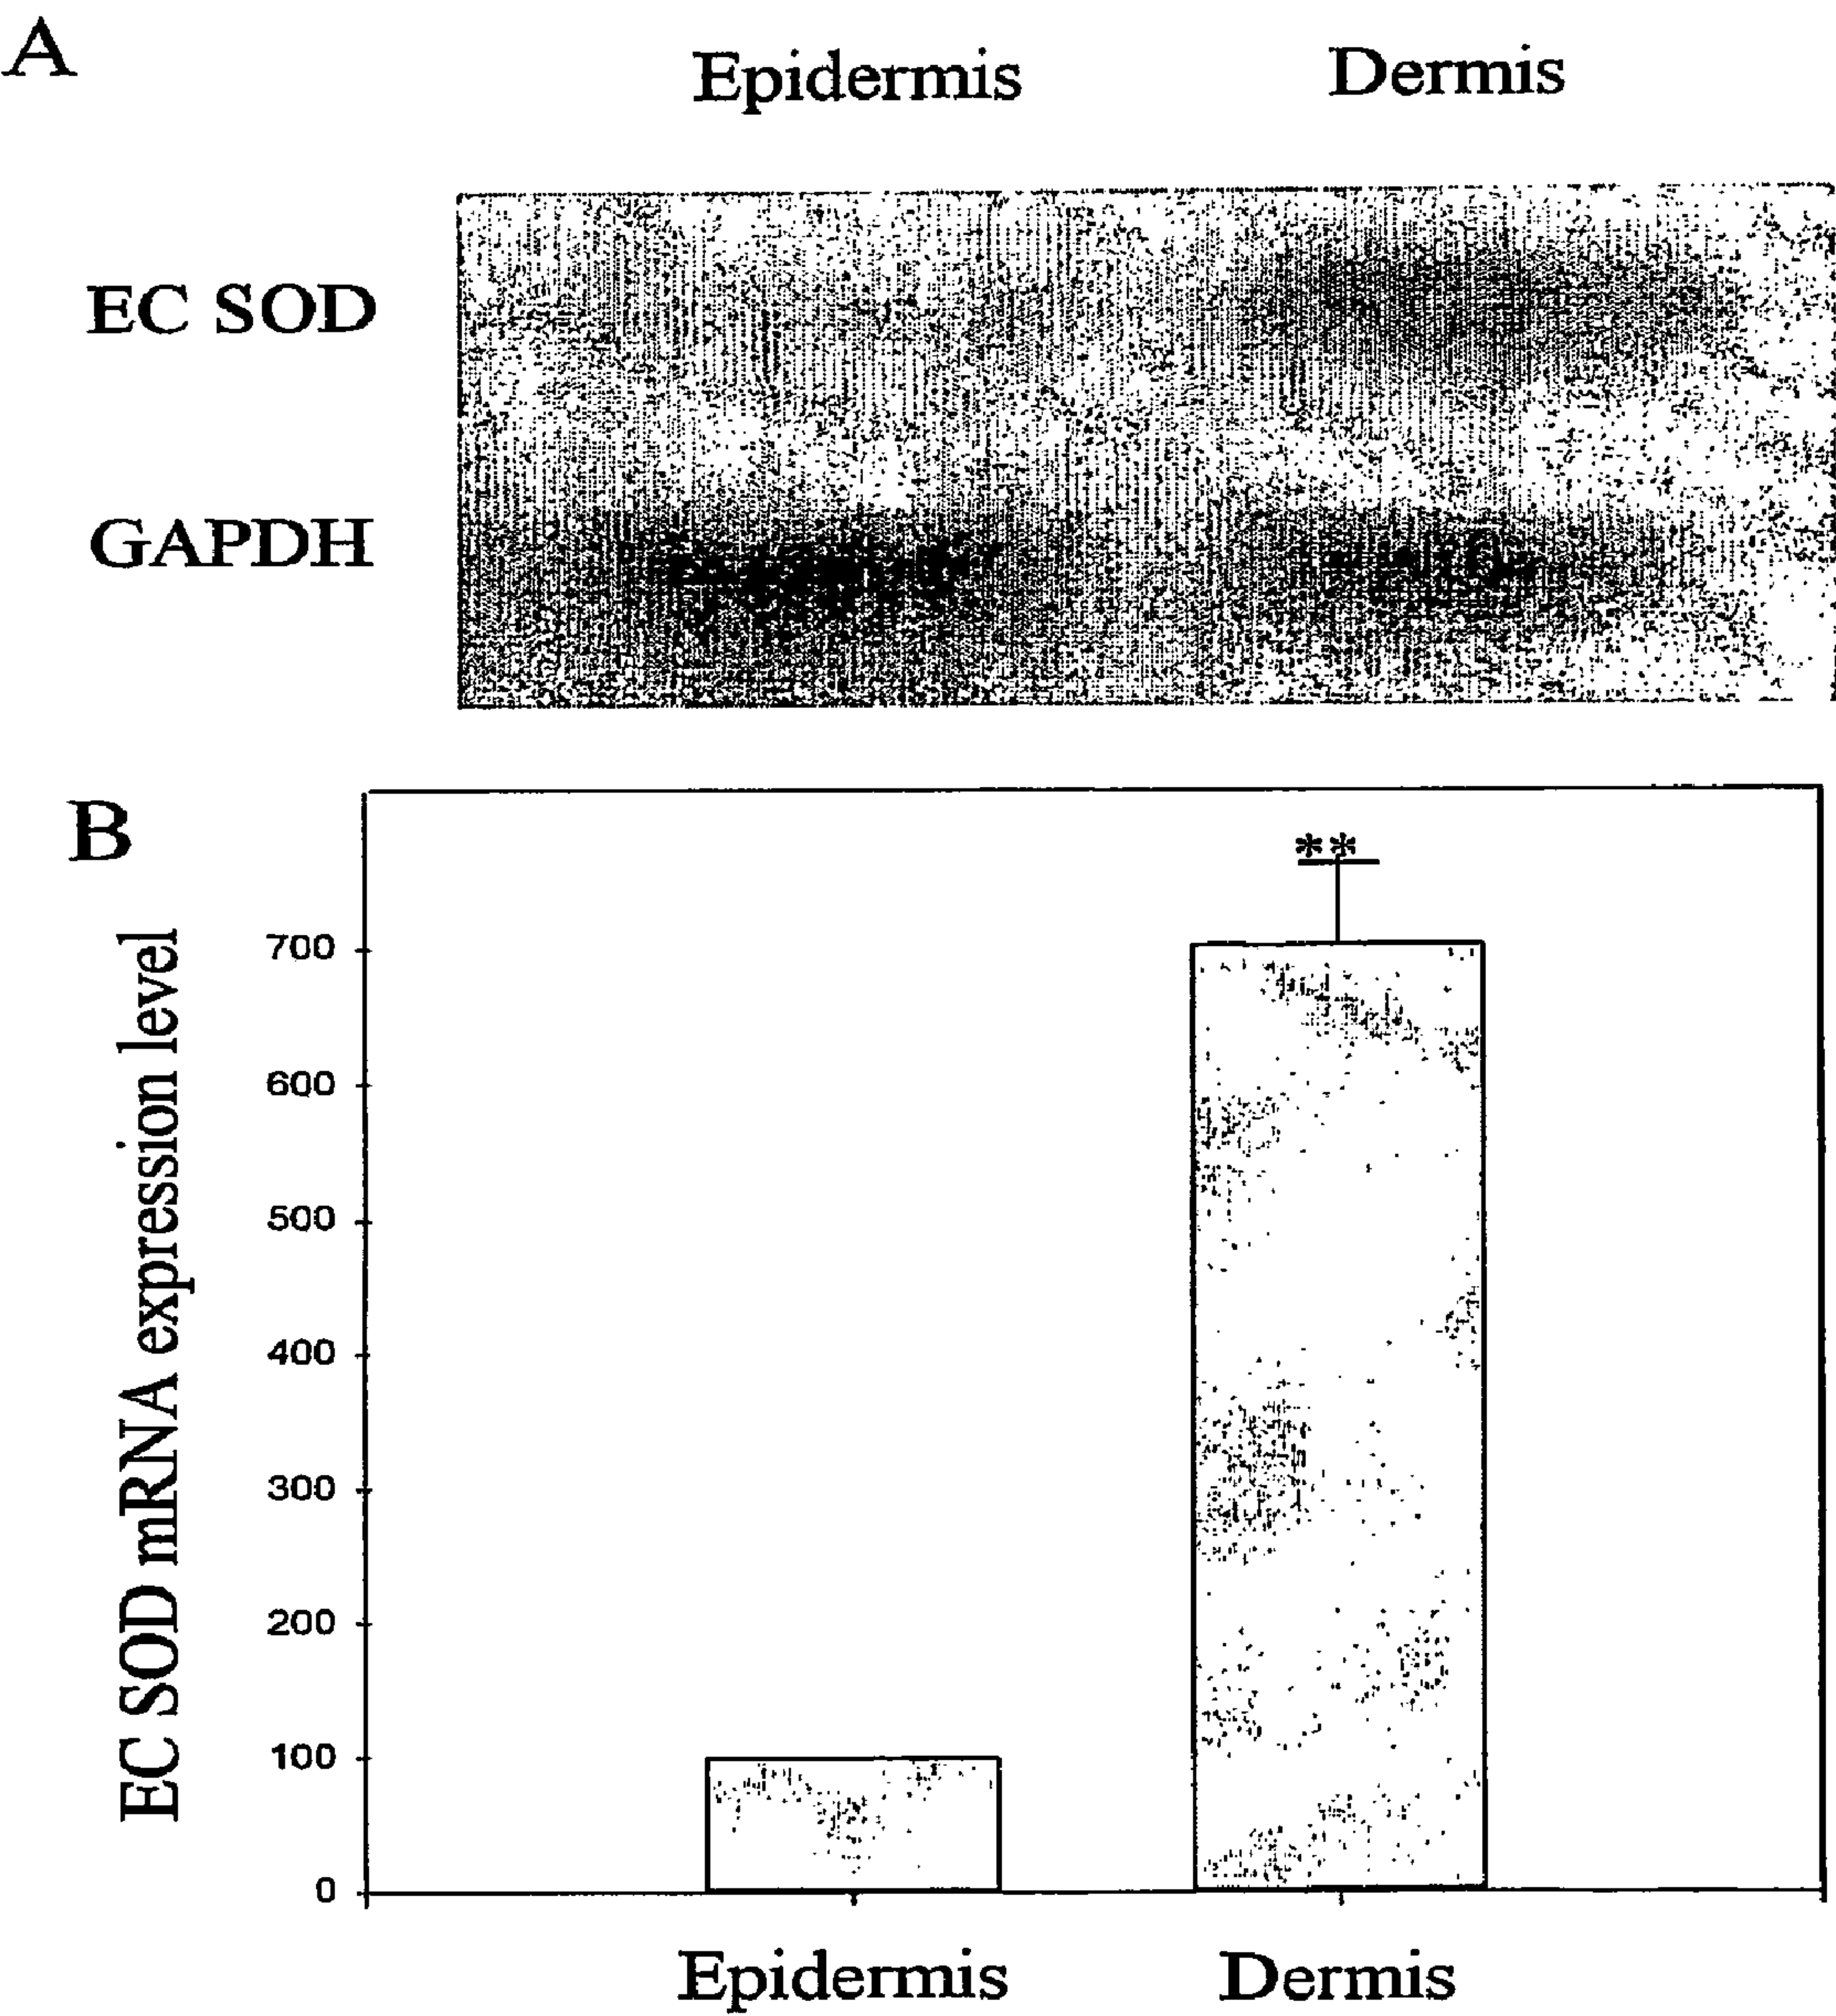 A
Epidermis Dermis
EC SOD
GAPDH
B
**
EC SOD mRNA expression level
700
600
500
400
300
200
100
0
Epidermis Dermis